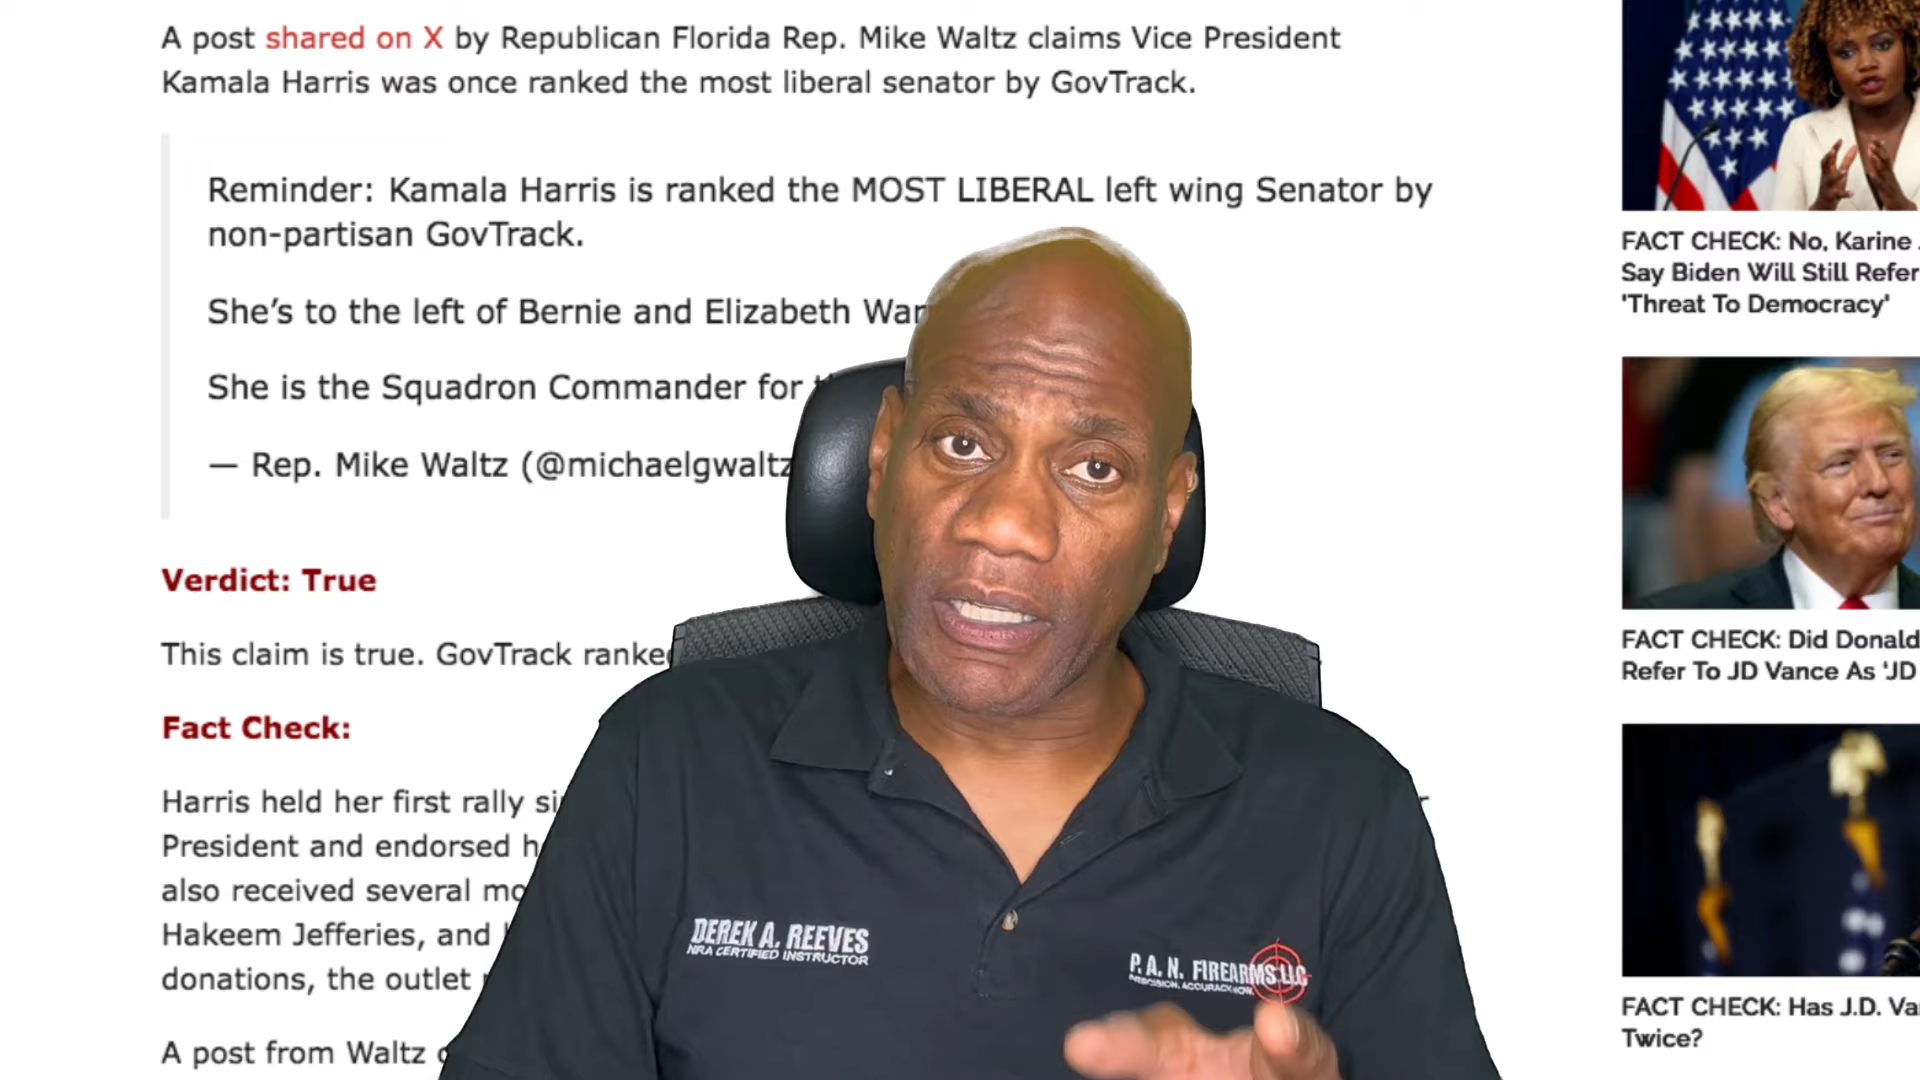 A post shared on X by Republican Florida Rep. Mike Waltz claims Vice President
Kamala Harris was once ranked the most liberal senator by GovTrack.
Reminder: Kamala Harris is ranked the MOST LIBERAL left wing Senator by
non-partisan GovTrack.
She’s to the left of Bernie and Elizabeth War
She is the Squadron Commander for
— Rep. Mike Waltz (@michaelgwaltz
Verdict: True
This claim is true. GovTrack ranke
Fact Check:
Harris held her first rally si
President and endorsed h
also received several mo
Hakeem Jefferies, and
donations, the outlet
A post from Waltz
DEREK A. REEVES
NRA CERTIFIED INSTRUCTOR
P. A. N. FIREARMS LLC
FACT CHECK: No, Karine
Say Biden Will Still Refer
'Threat To Democracy'
FACT CHECK: Did Donald
Refer To JD Vance As 'JD
FACT CHECK: Has J.D. Va
Twice?